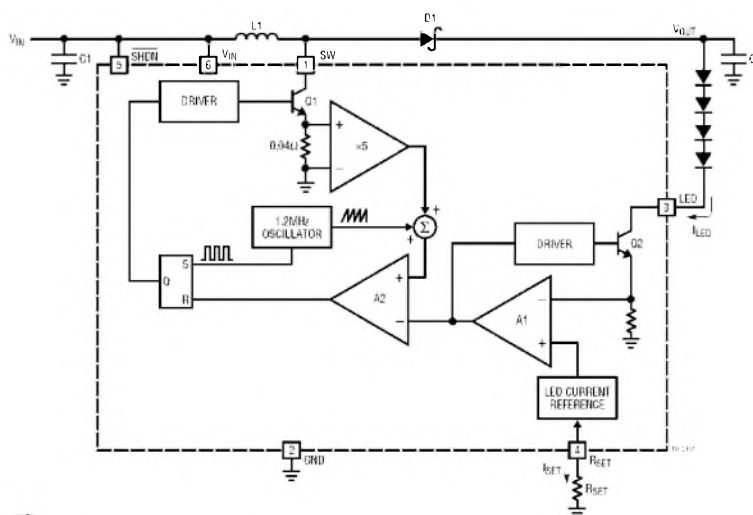 L1
D1
VIN
VOUT
C1
5
SHDN
6
VIN
1
SW
DRIVER
Q1
+
x5
0.04Ω
−
LED
3
ILED
1.2MHz
OSCILLATOR
+
Σ
+
DRIVER
Q2
S
Q
R
+
A2
−
−
A1
+
LED CURRENT
REFERENCE
2
GND
4
RSET
ISET
RSET